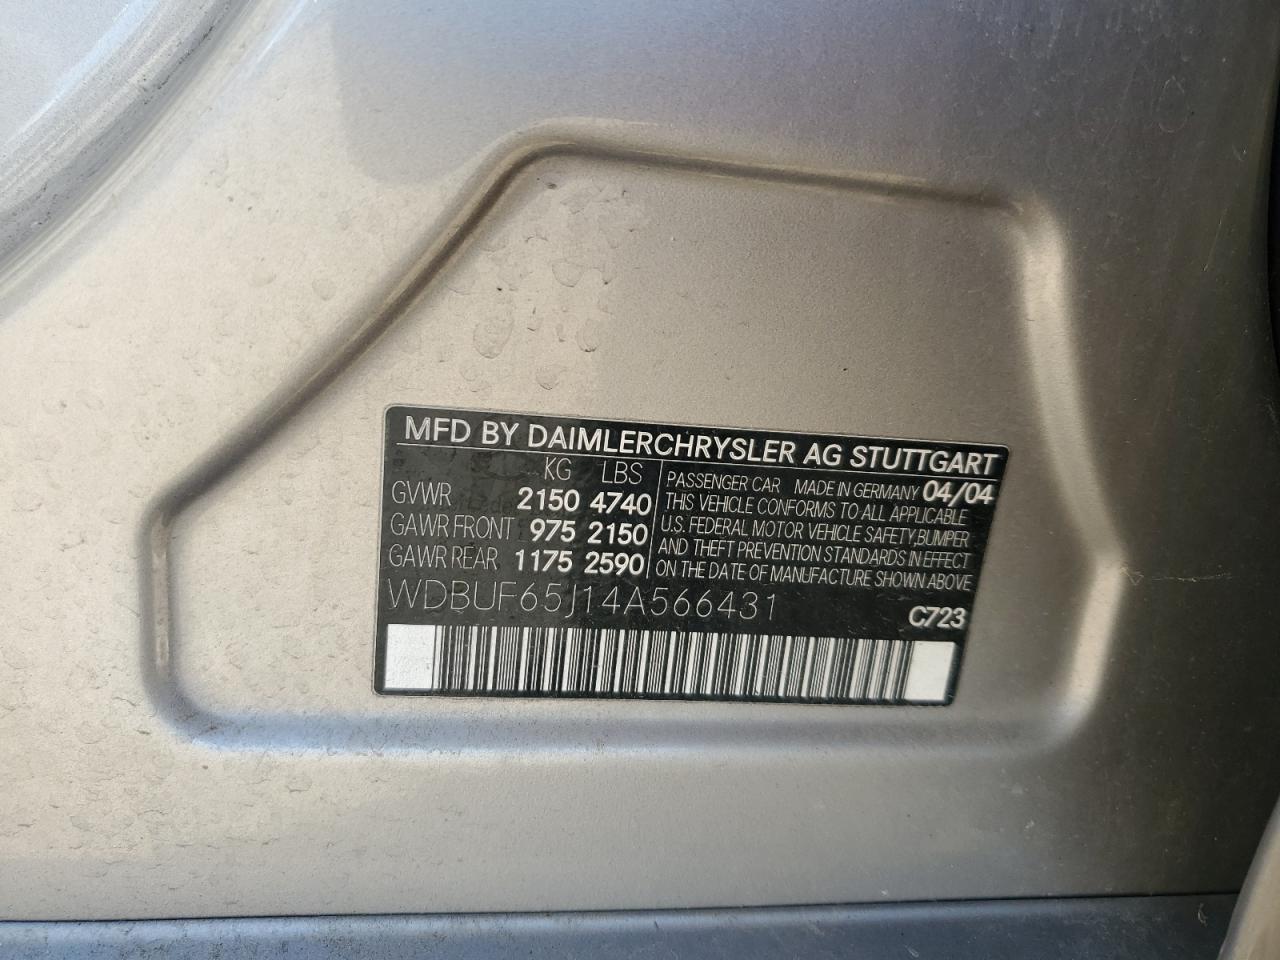 MFD BY DAIMLERCHRYSLER AG STUTTGART
KG LBS
GVWR 2150 4740
GAWR FRONT 975 2150
GAWR REAR 1175 2590
PASSENGER CAR MADE IN GERMANY 04/04
THIS VEHICLE CONFORMS TO ALL APPLICABLE
U.S. FEDERAL MOTOR VEHICLE SAFETY, BUMPER
AND THEFT PREVENTION STANDARDS IN EFFECT
ON THE DATE OF MANUFACTURE SHOWN ABOVE
WDBUF65J14A566431
C723